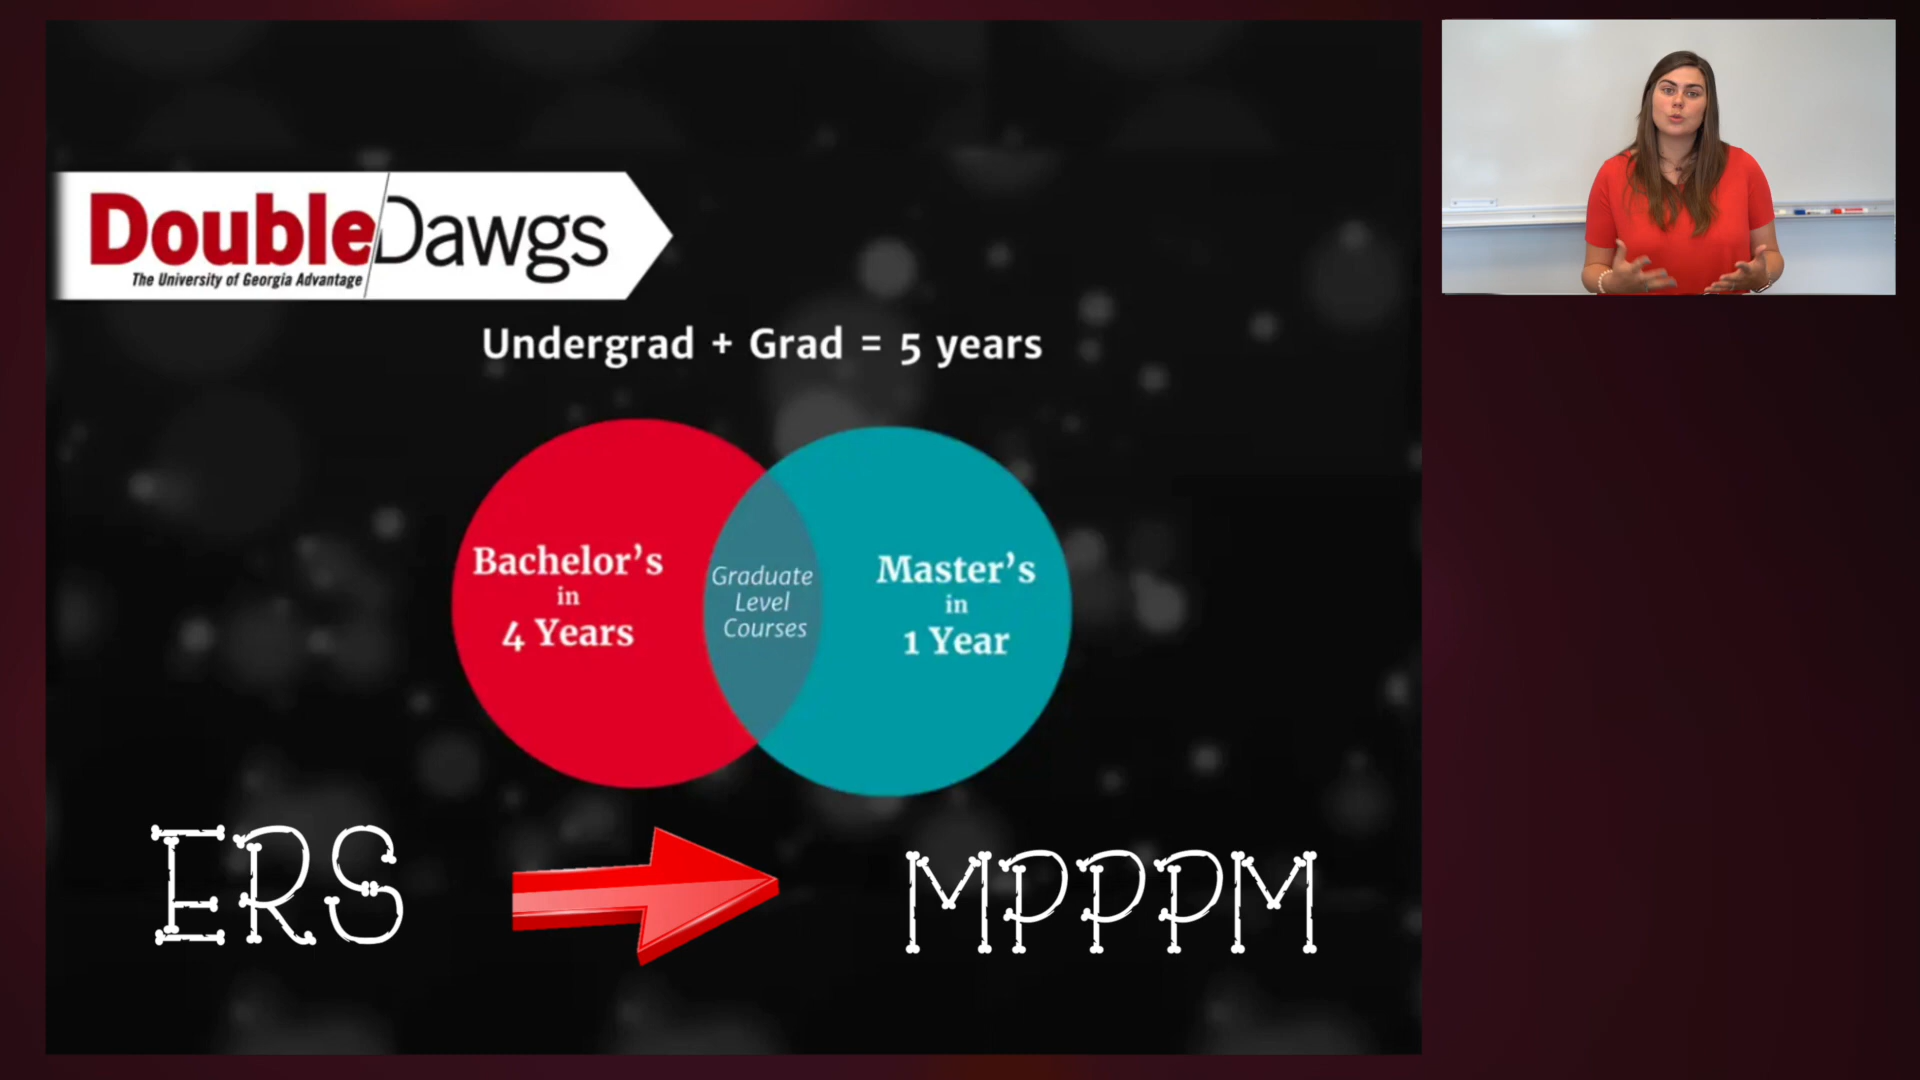 DoubleDawgs
The University of Georgia Advantage
Undergrad + Grad = 5 years
Bachelor's
in
4 Years
Graduate
Level
Courses
Master's
in
1 Year
ERS
MPPPM